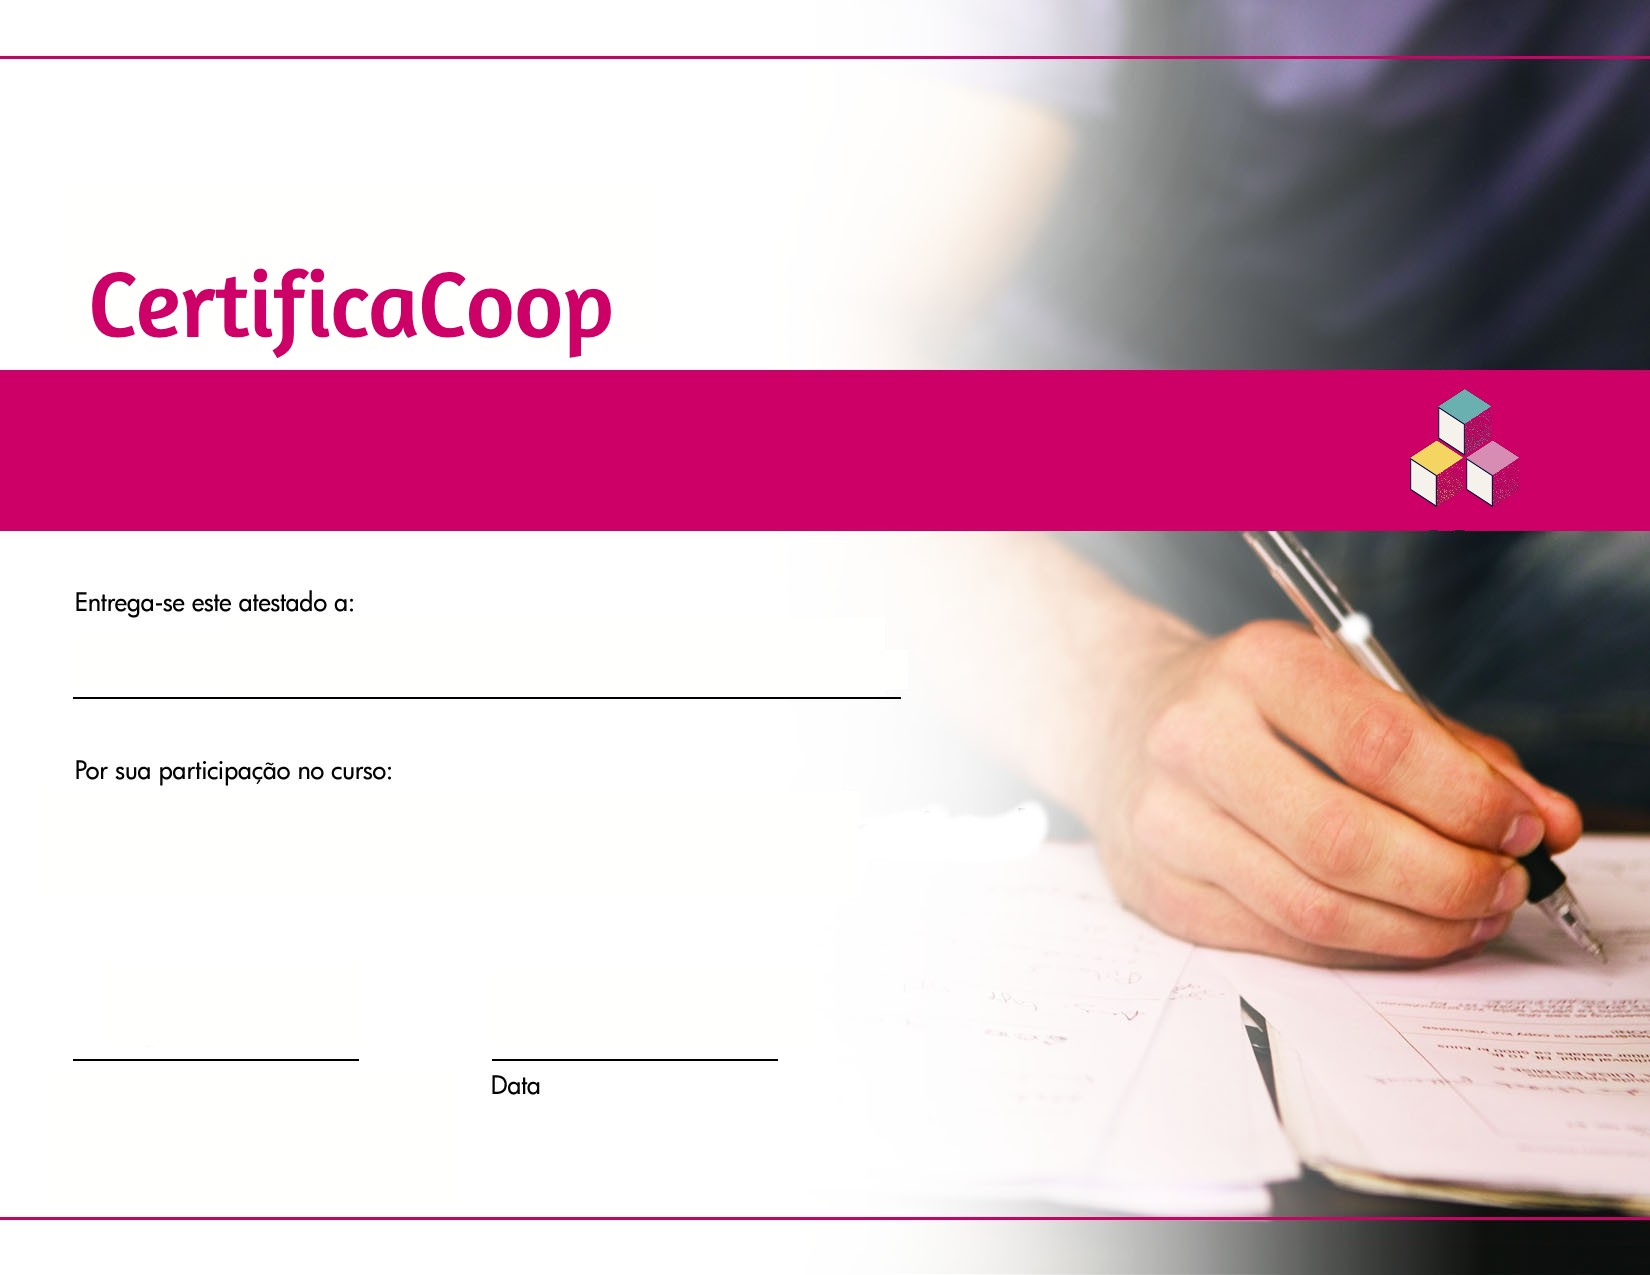 CertificaCoop
Entrega-se este atestado a:
Por sua participação no curso:
Data